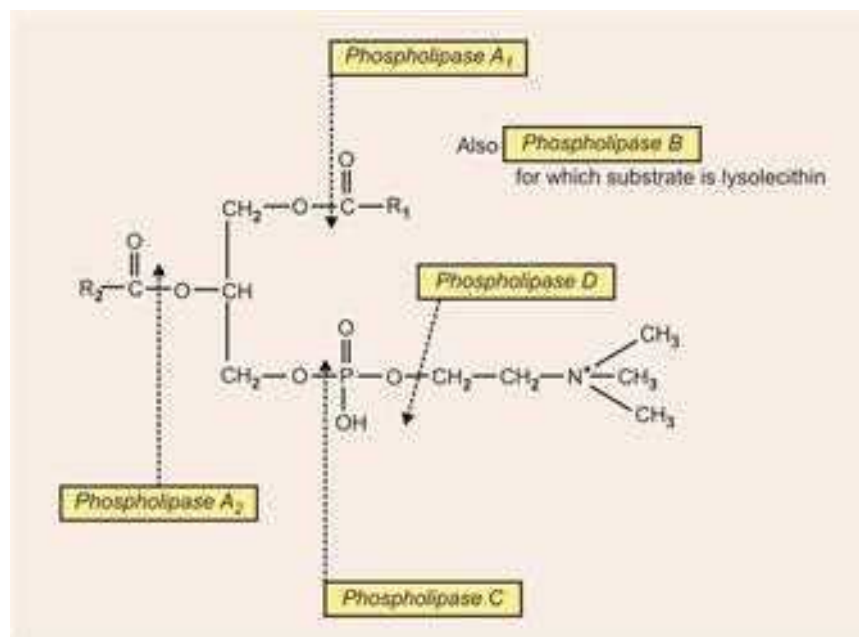 Phospholipase A₁
Also Phospholipase B
for which substrate is lysolecithin
O
CH₂—O—C—R₁
O
R₂—C—O—CH
Phospholipase D
O
CH₃
CH₂—O—P—O—CH₂—CH₂—N⁺—CH₃
OH
CH₃
Phospholipase A₂
Phospholipase C